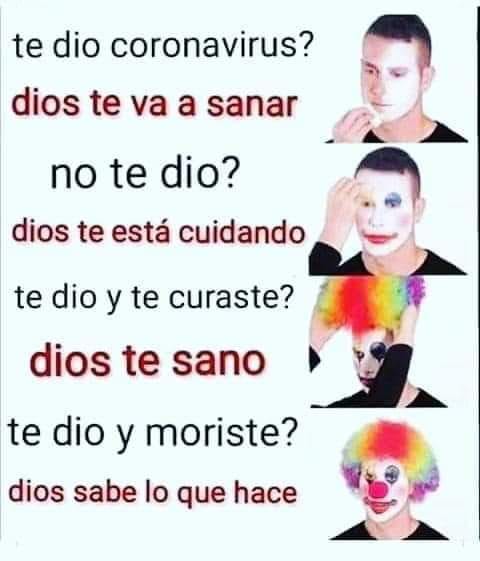 te dio coronavirus?
dios te va a sanar
no te dio?
dios te está cuidando
te dio y te curaste?
dios te sano
te dio y moriste?
dios sabe lo que hace